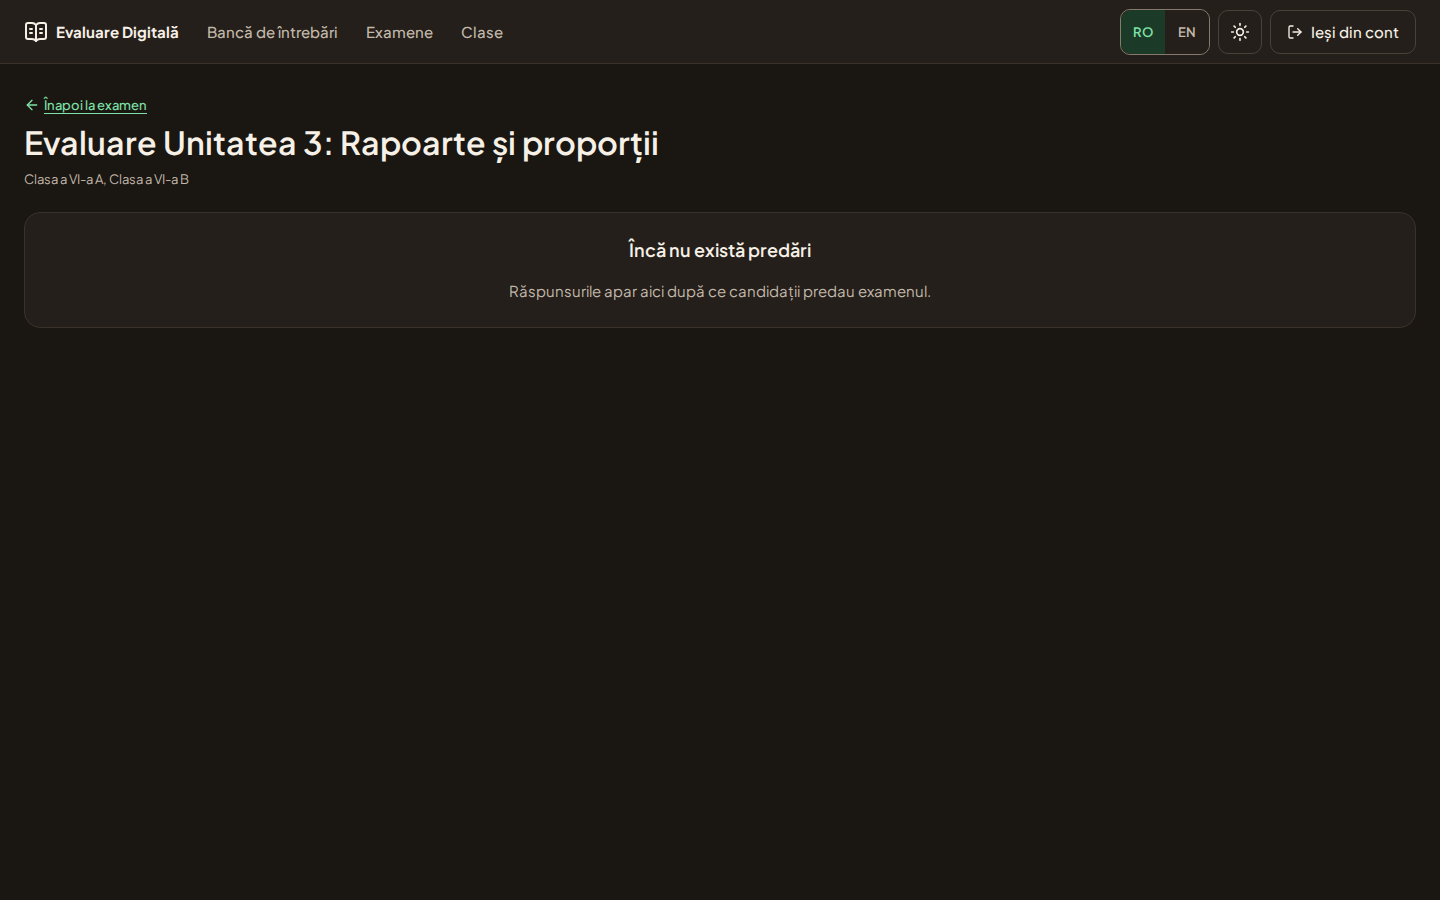 Evaluare Digitală
Bancă de întrebări
Examene
Clase
RO
EN
Ieși din cont
Înapoi la examen
Evaluare Unitatea 3: Rapoarte și proporții
Clasa a VI-a A, Clasa a VI-a B
Încă nu există predări
Răspunsurile apar aici după ce candidații predau examenul.